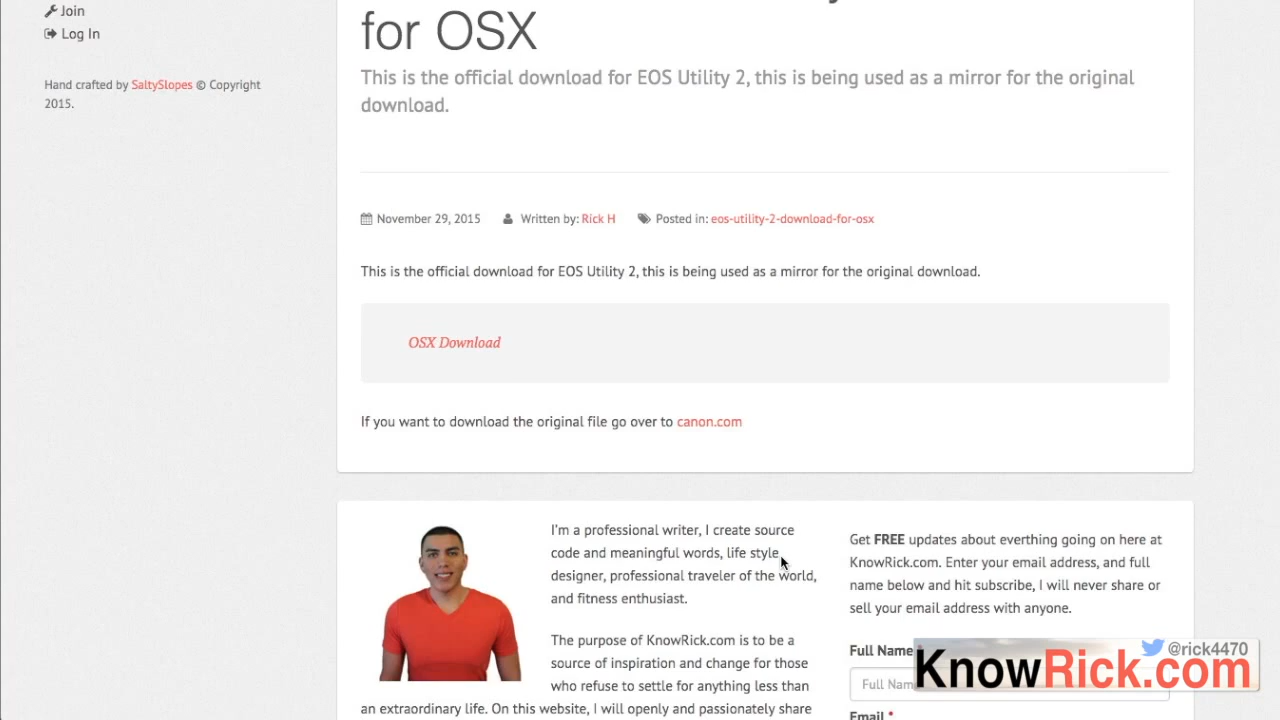 Join
Log In
Hand crafted by SaltySlopes © Copyright
2015.
for OSX
This is the official download for EOS Utility 2, this is being used as a mirror for the original
download.
November 29, 2015 Written by: Rick H Posted in: eos-utility-2-download-for-osx
This is the official download for EOS Utility 2, this is being used as a mirror for the original download.
OSX Download
If you want to download the original file go over to canon.com
I'm a professional writer, I create source
code and meaningful words, life style
designer, professional traveler of the world,
and fitness enthusiast.
The purpose of KnowRick.com is to be a
source of inspiration and change for those
who refuse to settle for anything less than
an extraordinary life. On this website, I will openly and passionately share
Get FREE updates about everthing going on here at
KnowRick.com. Enter your email address, and full
name below and hit subscribe, I will never share or
sell your email address with anyone.
Full Name
Full Nam
Email *
@rick4470
KnowRick.com